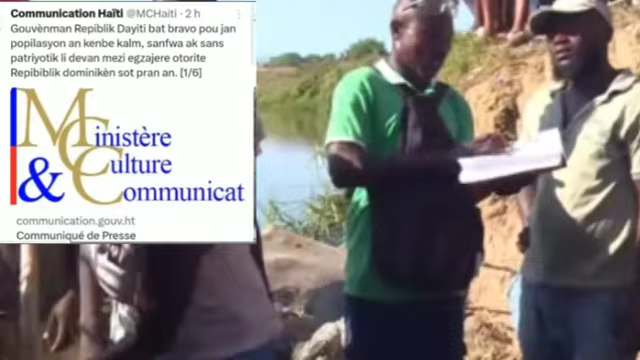 Communication Haïti @MCHaiti · 2 h
Gouvènman Repiblik Dayiti bat bravo pou jan
popilasyon an kenbe kalm, sanfwa ak sans
patriyotik li devan mezi egzajere otorite
Repibiblik dominikèn sot pran an. [1/6]
Ministère
Culture
& Communicat
communication.gouv.ht
Communiqué de Presse